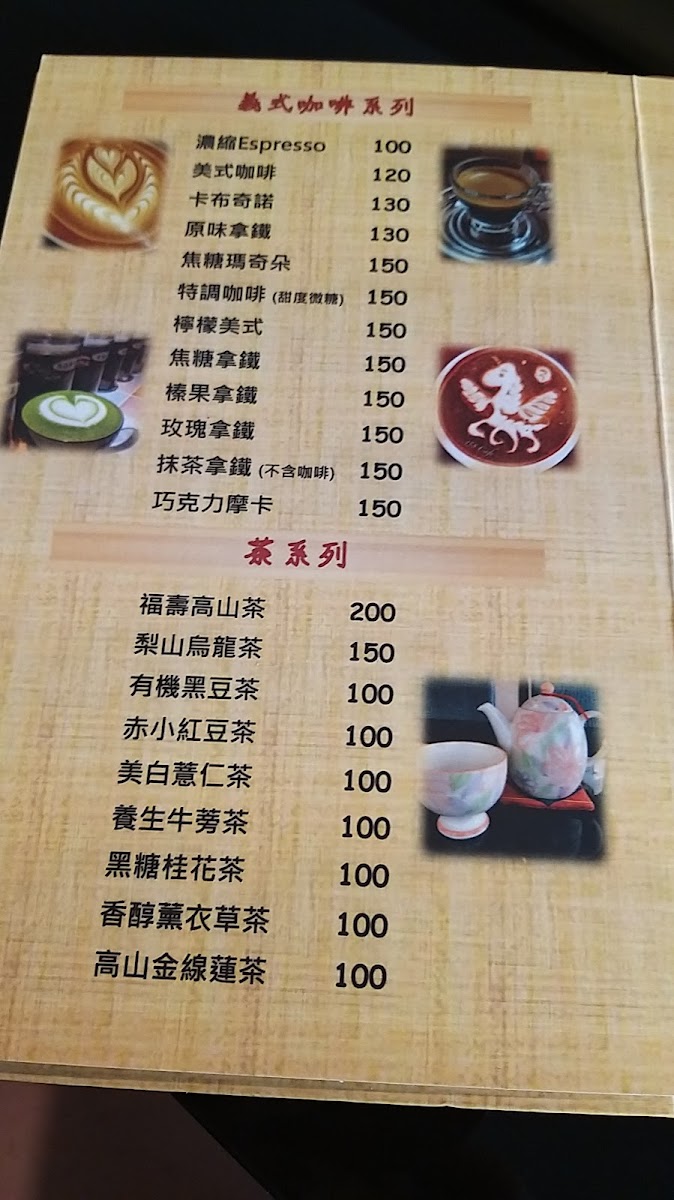 義式咖啡系列
濃縮Espresso 100
美式咖啡 120
卡布奇諾 130
原味拿鐵 130
焦糖瑪奇朵 150
特調咖啡 (甜度微糖) 150
檸檬美式 150
焦糖拿鐵 150
榛果拿鐵 150
玫瑰拿鐵 150
抹茶拿鐵 (不含咖啡) 150
巧克力摩卡 150
茶系列
福壽高山茶 200
梨山烏龍茶 150
有機黑豆茶 100
赤小紅豆茶 100
美白薏仁茶 100
養生牛蒡茶 100
黑糖桂花茶 100
香醇薰衣草茶 100
高山金線蓮茶 100